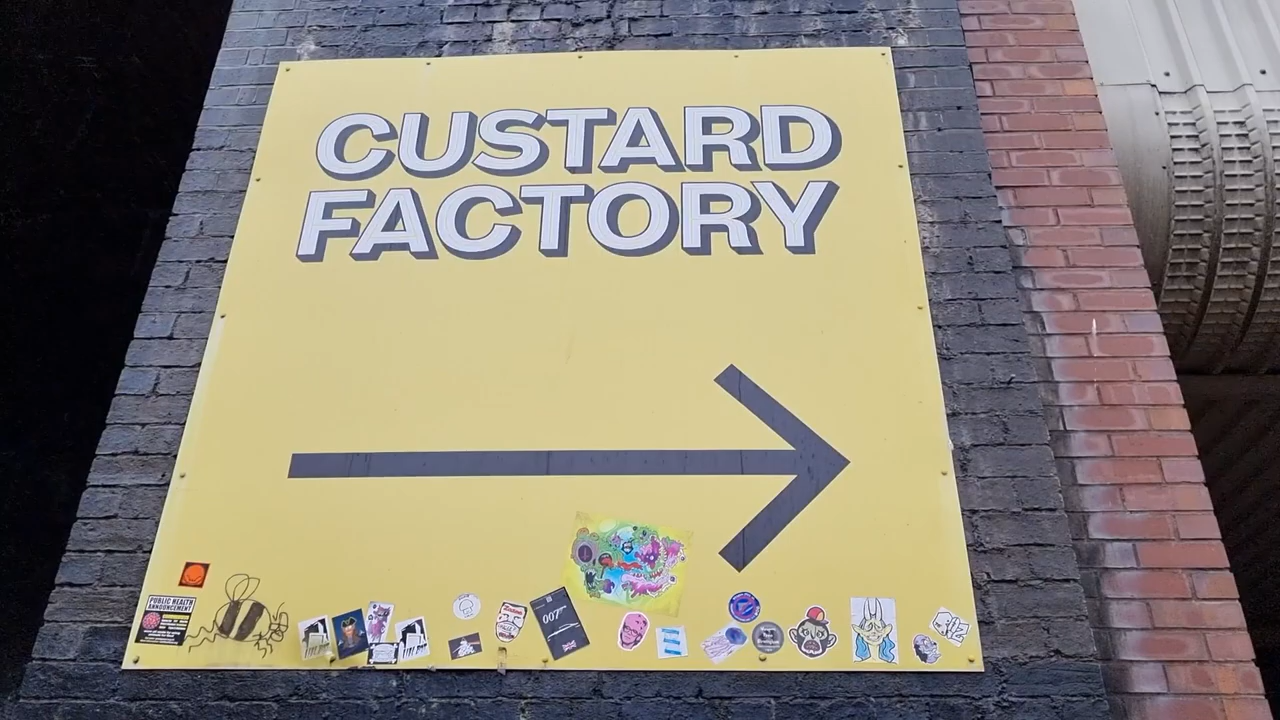 CUSTARD
FACTORY
PUBLIC HEALTH
ANNOUNCEMENT
007